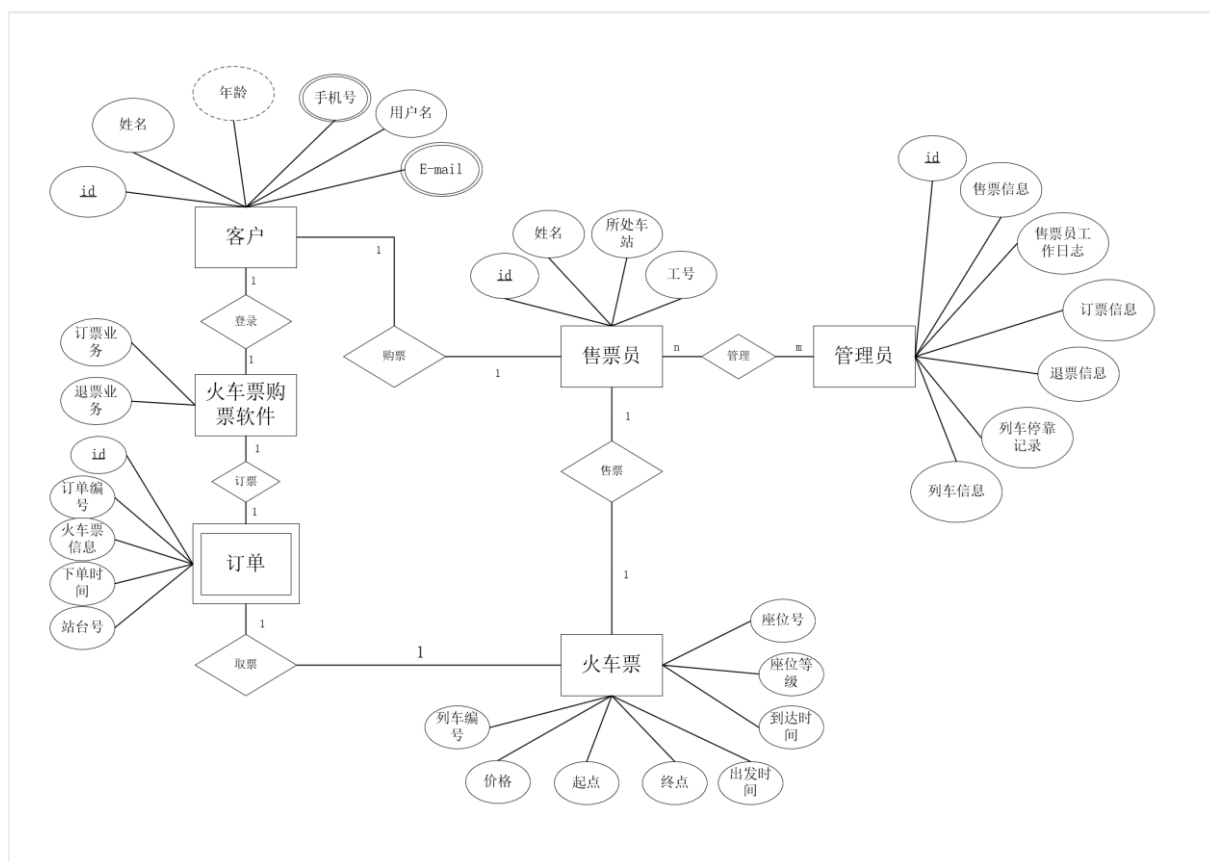 年龄
手机号
姓名
用户名
E-mail
id
客户
1
1
登录
1
订票业
务
退票业
务
火车票购
票软件
1
订票
1
id
订单编
号
火车票
信息
下单时
间
站台号
订单
1
取票
1
购票
1
姓名
所处车
站
id
工号
售票员
n
管理
m
管理员
id
售票信息
售票员工
作日志
订票信息
退票信息
列车停靠
记录
列车信息
1
售票
1
火车票
座位号
座位等
级
到达时
间
列车编
号
价格
起点
终点
出发时
间